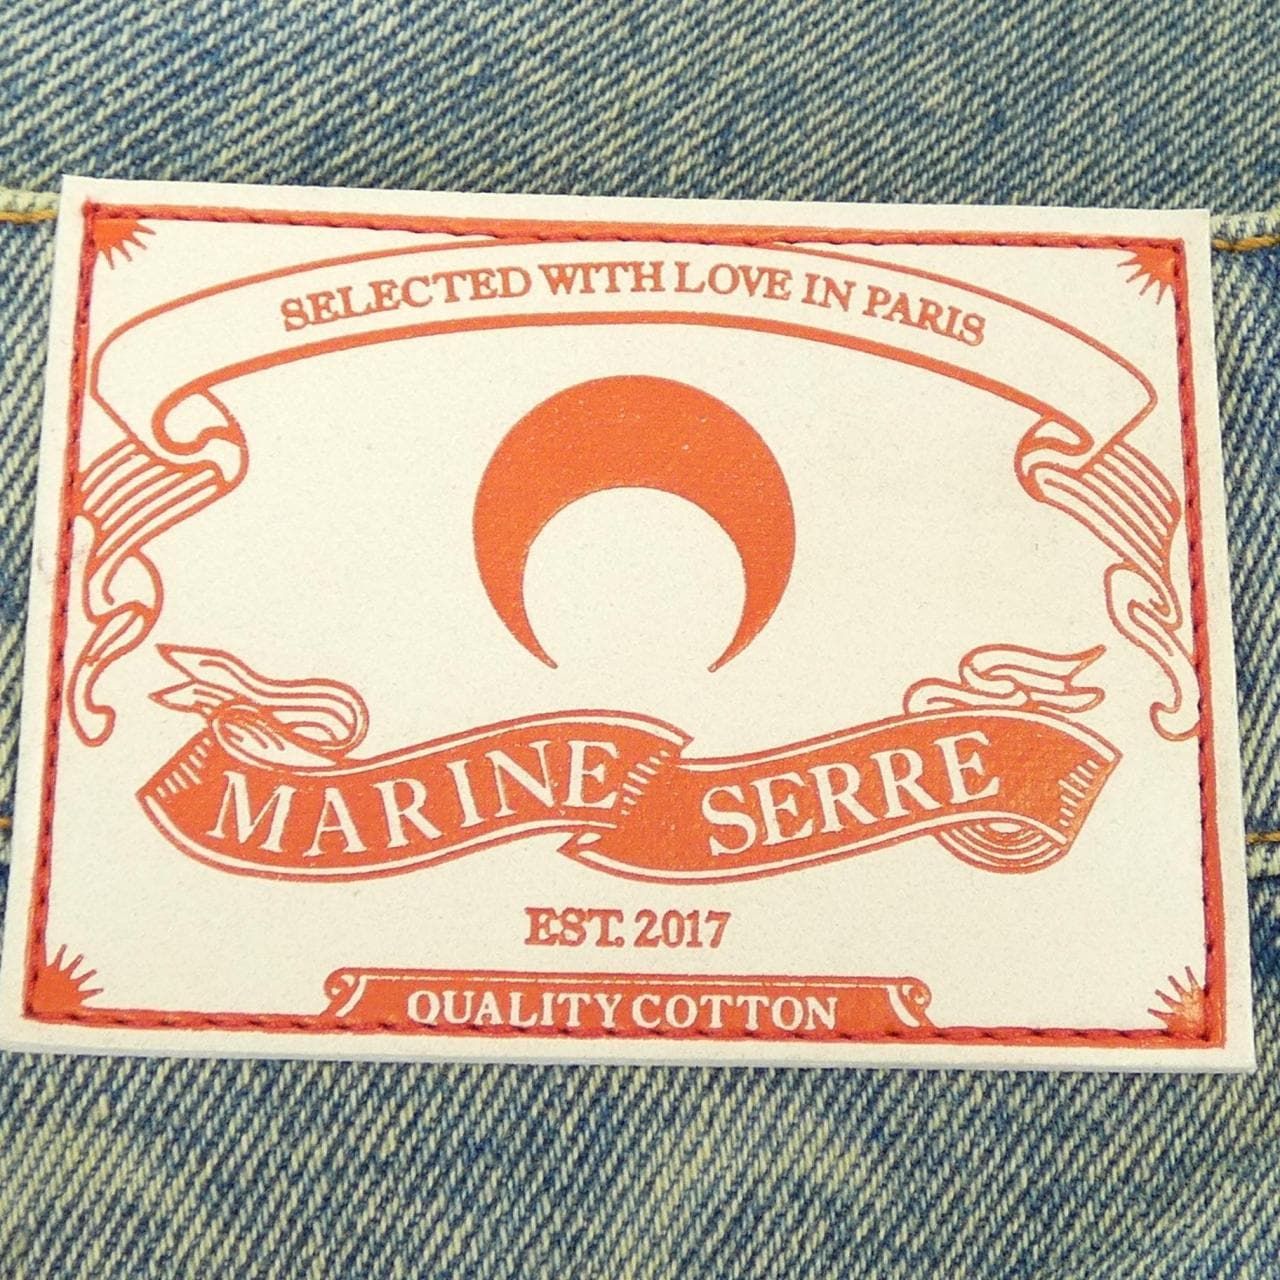 SELECTED WITH LOVE IN PARIS
MARINE SERRE
EST. 2017
QUALITY COTTON